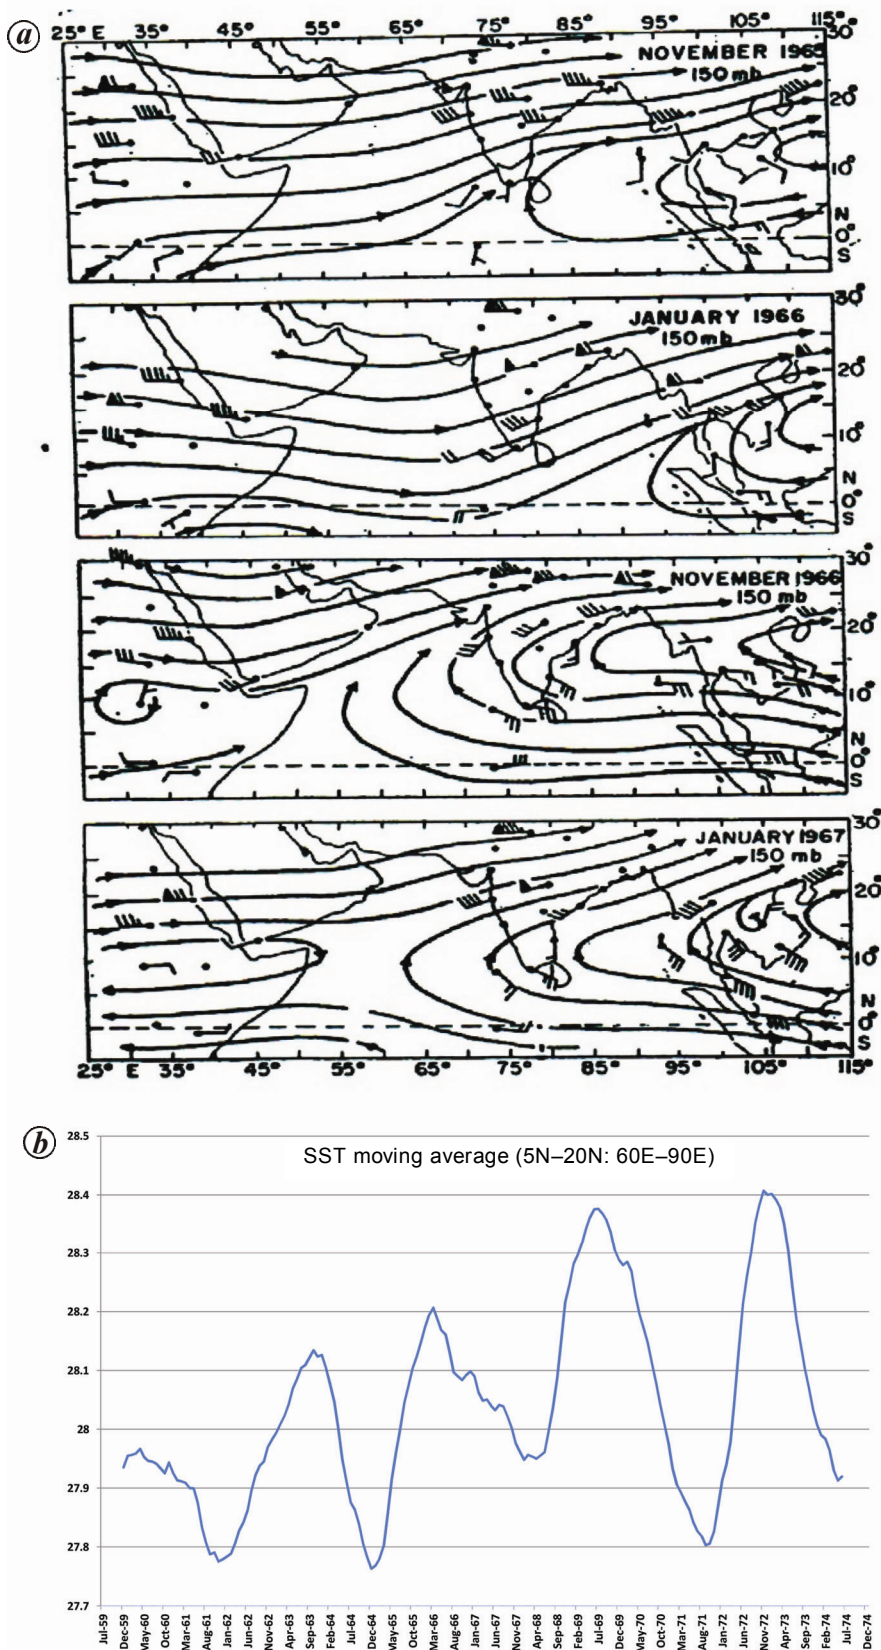 a
25° E 35° 45° 55° 65° 75° 85° 95° 105° 115°
30°
NOVEMBER 1965
150 mb
20°
10°
N
0°
S
30°
JANUARY 1966
150 mb
20°
10°
N
0°
S
30°
NOVEMBER 1966
150 mb
20°
10°
N
0°
S
30°
JANUARY 1967
150 mb
20°
10°
N
0°
S
25° E 35° 45° 55° 65° 75° 85° 95° 105° 115°
b
SST moving average (5N–20N: 60E–90E)
28.5
28.4
28.3
28.2
28.1
28
27.9
27.8
27.7
Jul-59 Dec-59 May-60 Oct-60 Mar-61 Aug-61 Jan-62 Jun-62 Nov-62 Apr-63 Sep-63 Feb-64 Jul-64 Dec-64 May-65 Oct-65 Mar-66 Aug-66 Jan-67 Jun-67 Nov-67 Apr-68 Sep-68 Feb-69 Jul-69 Dec-69 May-70 Oct-70 Mar-71 Aug-71 Jan-72 Jun-72 Nov-72 Apr-73 Sep-73 Feb-74 Jul-74 Dec-74